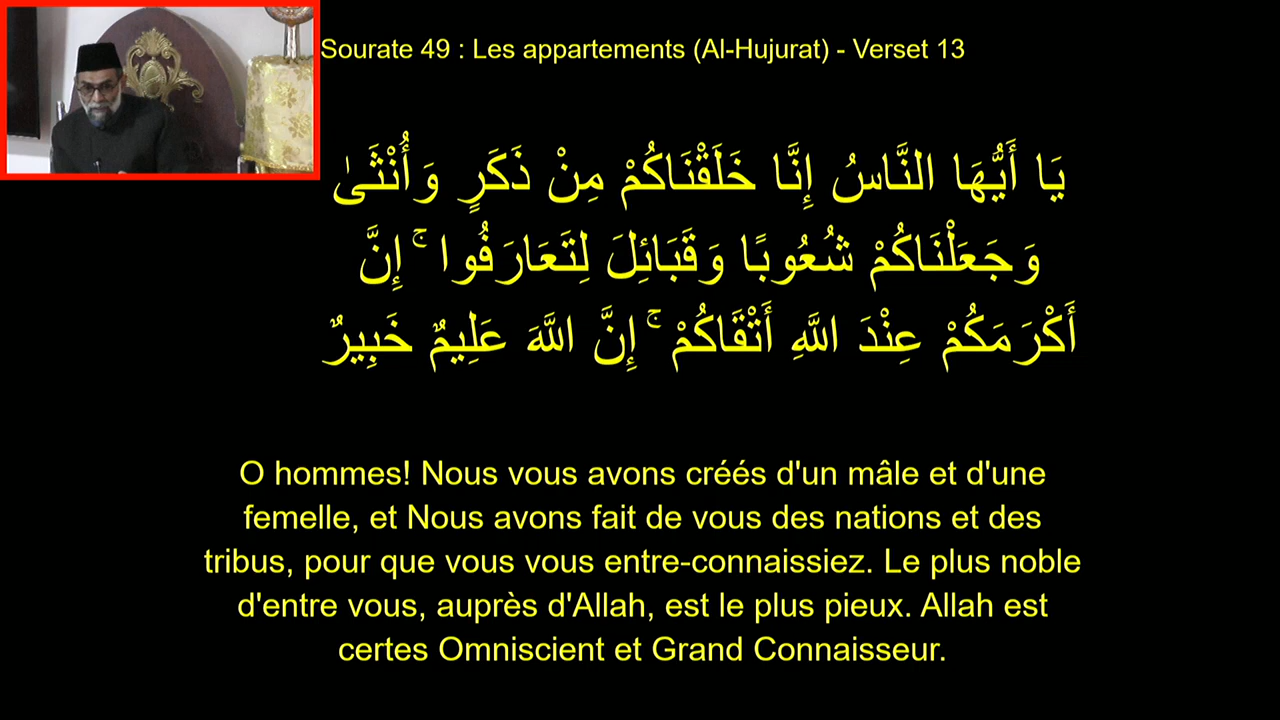 Sourate 49 : Les appartements (Al-Hujurat) - Verset 13
يَا أَيُّهَا النَّاسُ إِنَّا خَلَقْنَاكُمْ مِنْ ذَكَرٍ وَأُنْثَىٰ
وَجَعَلْنَاكُمْ شُعُوبًا وَقَبَائِلَ لِتَعَارَفُوا ۚ إِنَّ
أَكْرَمَكُمْ عِنْدَ اللَّهِ أَتْقَاكُمْ ۚ إِنَّ اللَّهَ عَلِيمٌ خَبِيرٌ
O hommes! Nous vous avons créés d'un mâle et d'une
femelle, et Nous avons fait de vous des nations et des
tribus, pour que vous vous entre-connaissiez. Le plus noble
d'entre vous, auprès d'Allah, est le plus pieux. Allah est
certes Omniscient et Grand Connaisseur.